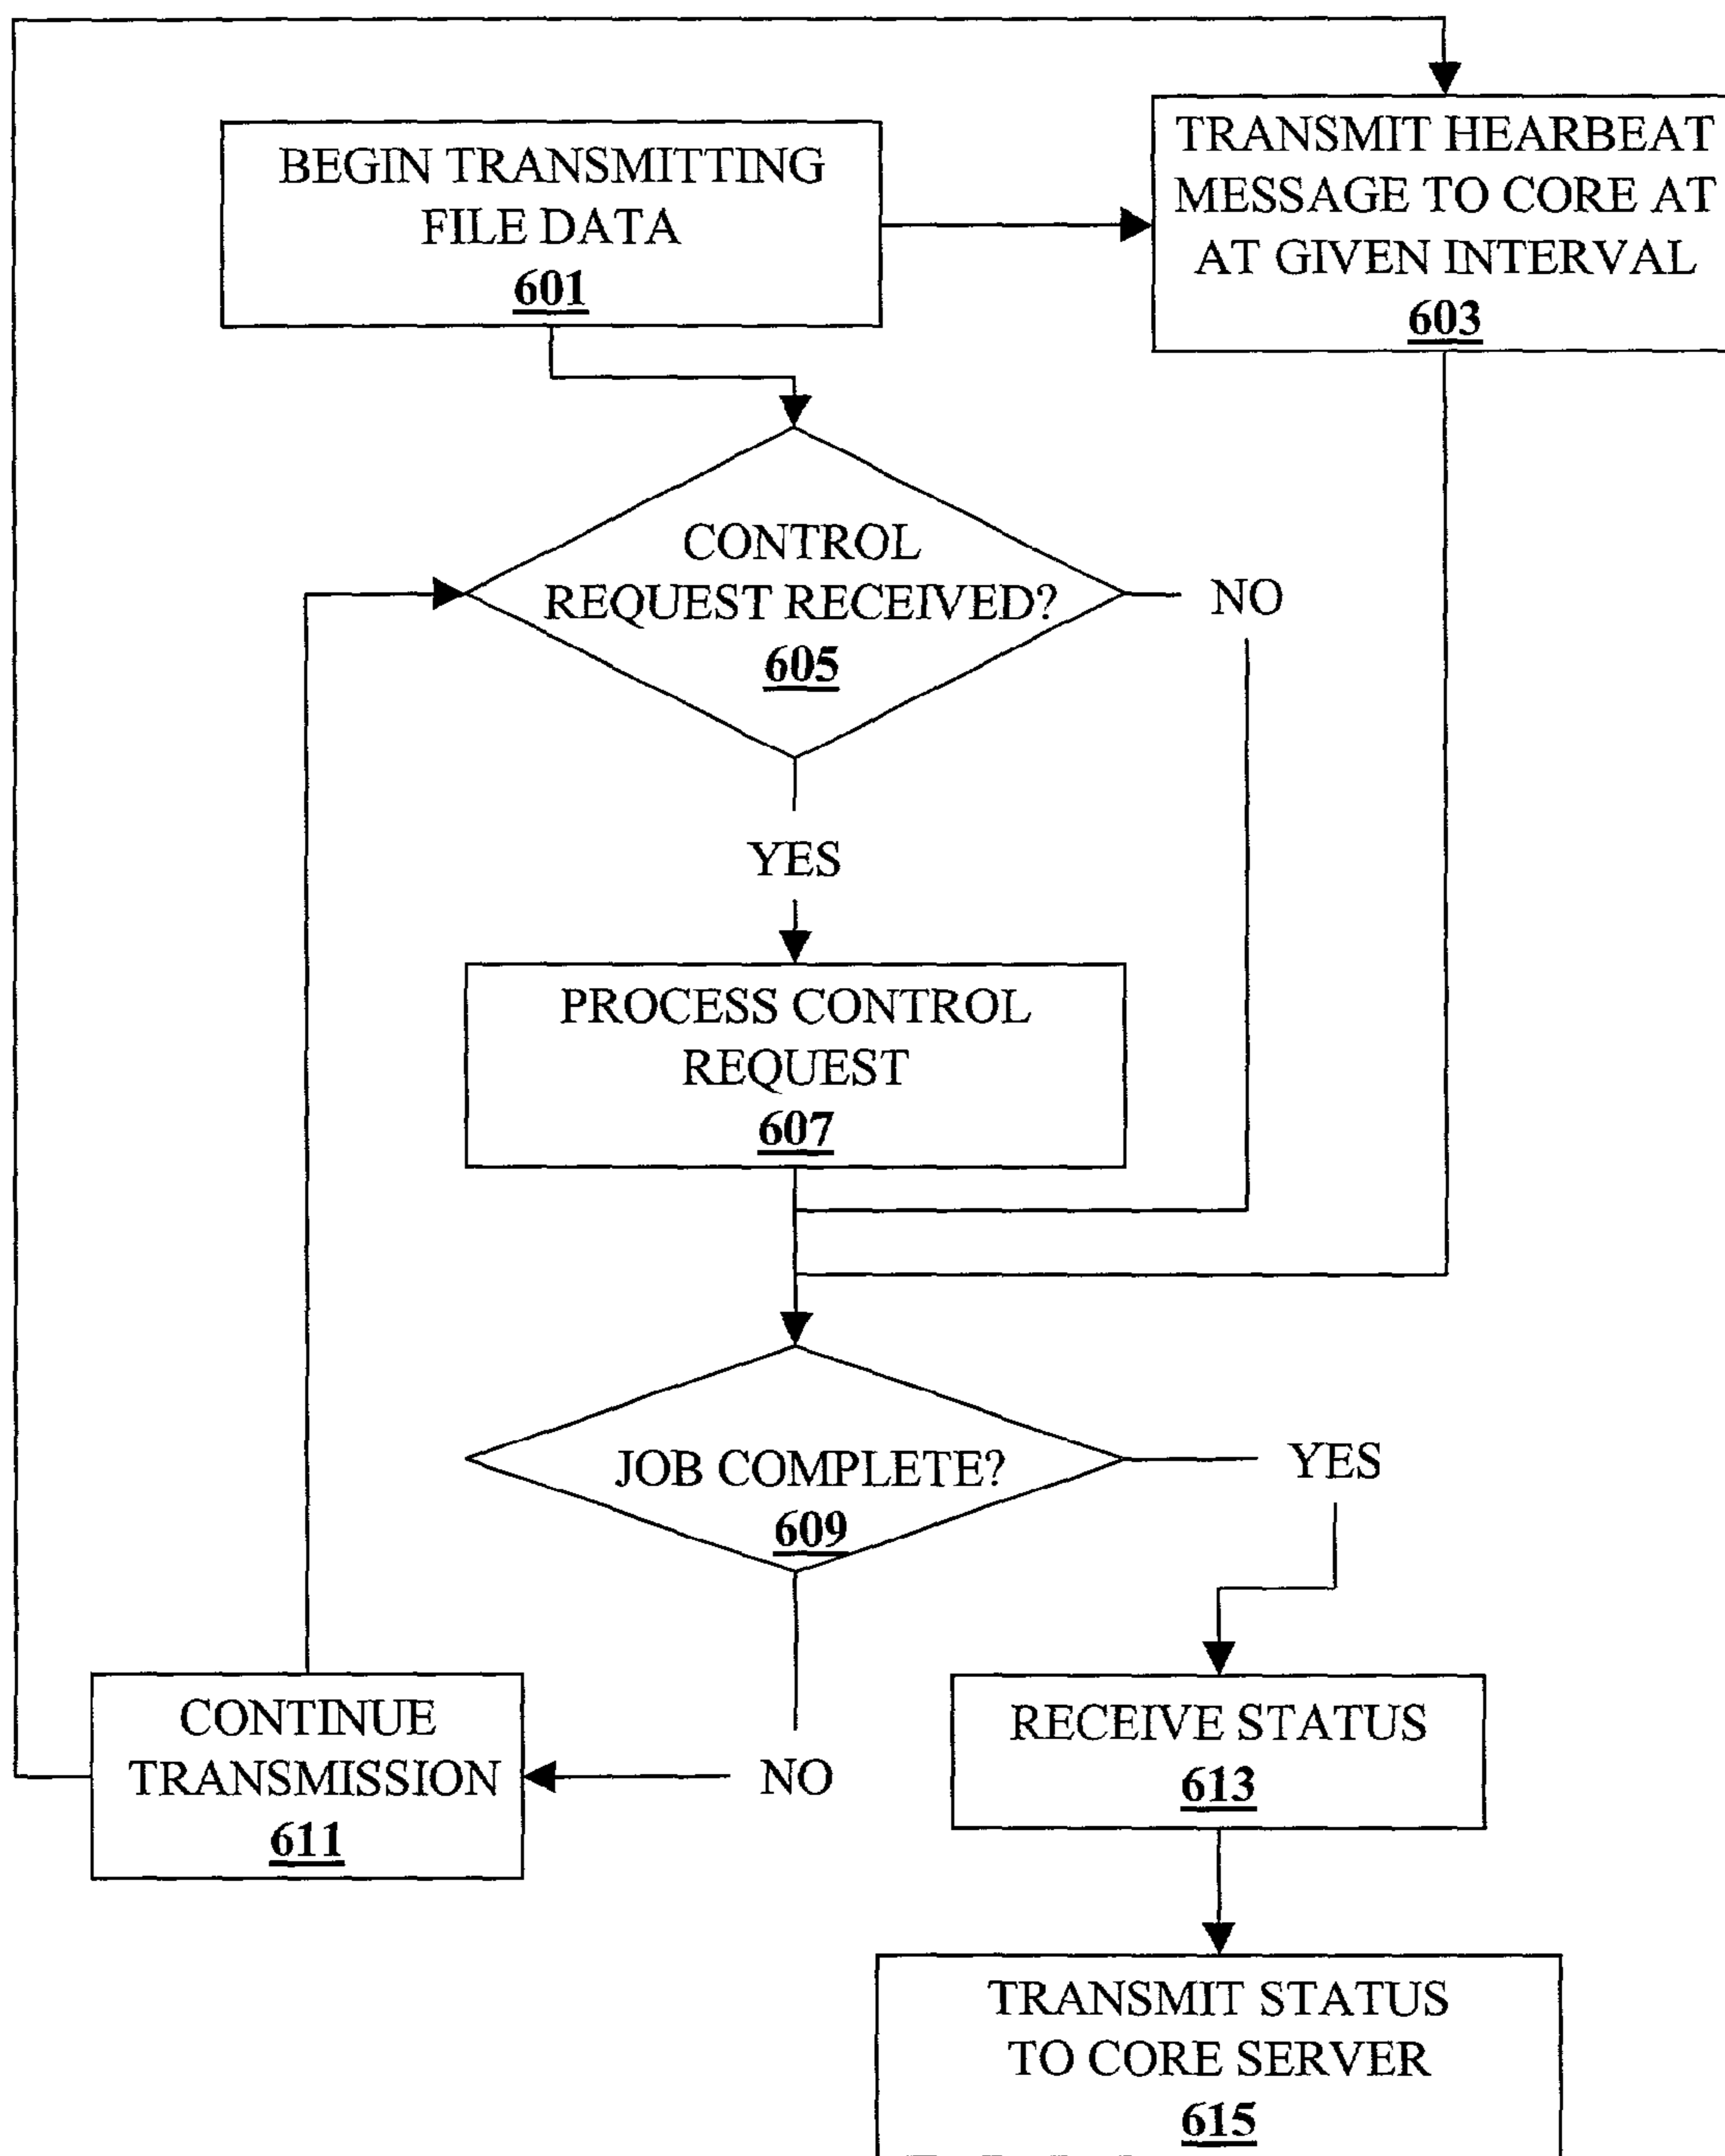 BEGIN TRANSMITTING
FILE DATA
601
TRANSMIT HEARBEAT
MESSAGE TO CORE AT
AT GIVEN INTERVAL
603
CONTROL
REQUEST RECEIVED?
605
NO
YES
PROCESS CONTROL
REQUEST
607
JOB COMPLETE?
609
YES
NO
CONTINUE
TRANSMISSION
611
RECEIVE STATUS
613
TRANSMIT STATUS
TO CORE SERVER
615